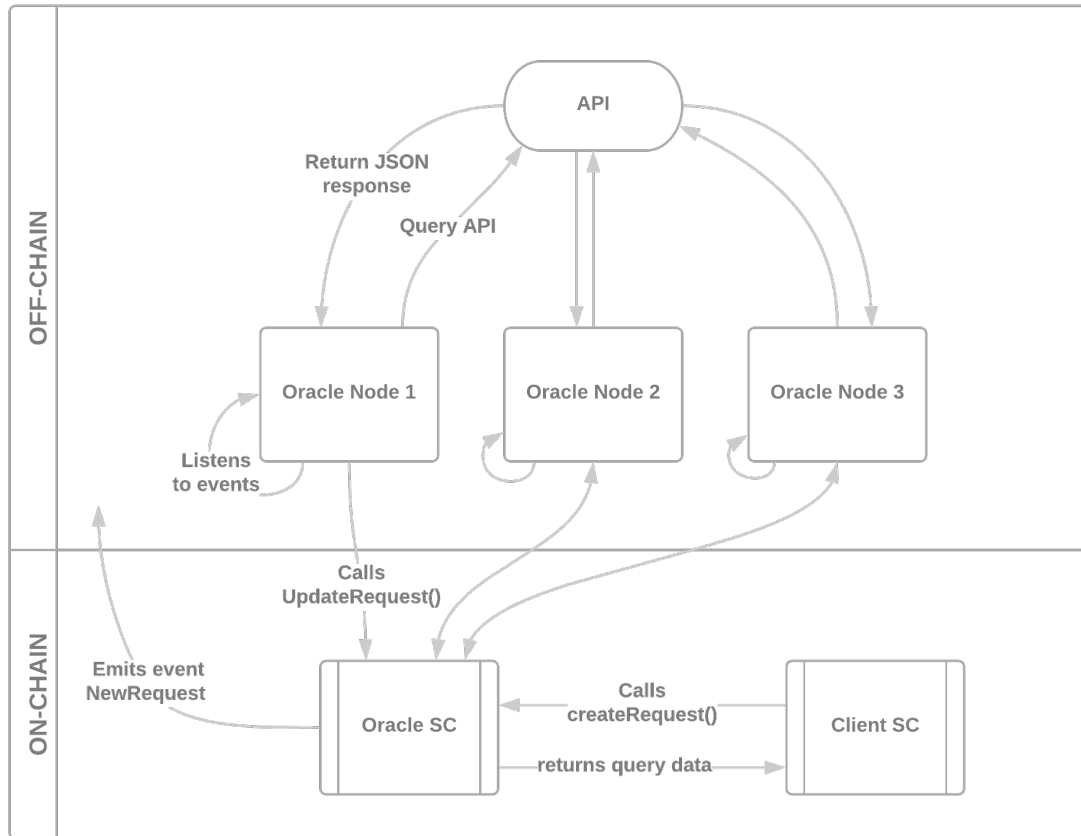 API
Return JSON
response
Query API
OFF-CHAIN
Oracle Node 1
Oracle Node 2
Oracle Node 3
Listens
to events
Calls
UpdateRequest()
ON-CHAIN
Emits event
NewRequest
Oracle SC
Calls
createRequest()
Client SC
returns query data